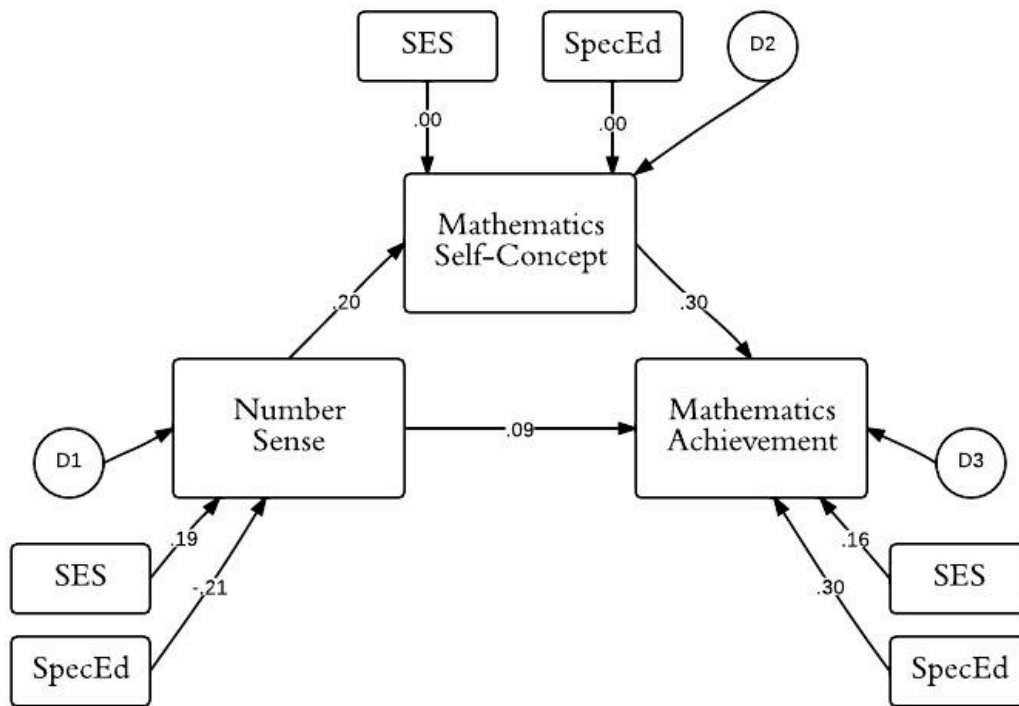 SES
SpecEd
D2
.00
.00
Mathematics
Self-Concept
.20
.30
Number
Sense
.09
Mathematics
Achievement
D1
D3
.19
-.21
.16
.30
SES
SES
SpecEd
SpecEd